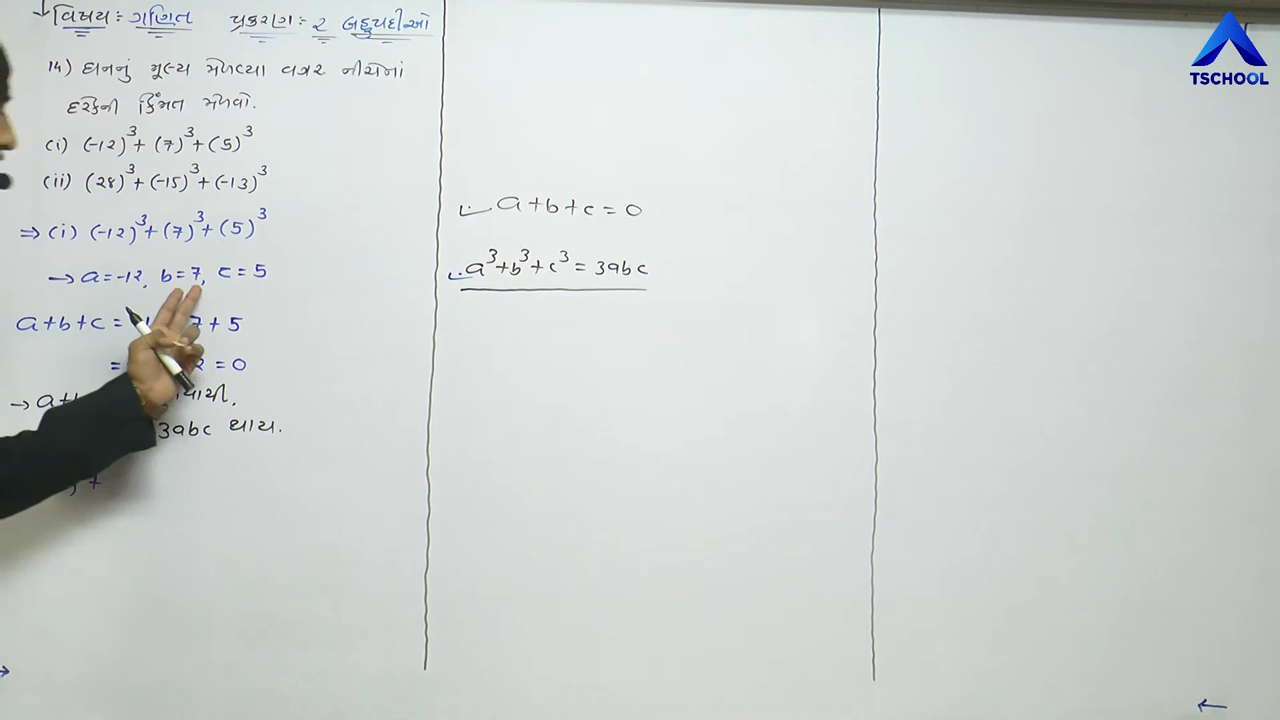 વિષય: ગણિત પ્રકરણ: ૨ બહુપદીઓ
14) ઘનનું મૂલ્ય મેળવ્યા વગર નીચેનાં
દરેકની કિંમત મેળવો.
(i) (-12)³ + (7)³ + (5)³
(ii) (28)³ + (-15)³ + (-13)³
⇒ (i) (-12)³ + (7)³ + (5)³
→ a = -12, b = 7, c = 5
a + b + c = 7 + 5
= = 0
→ a+
3abc થાય.
a + b + c = 0
a³ + b³ + c³ = 3abc
TSCHOOL